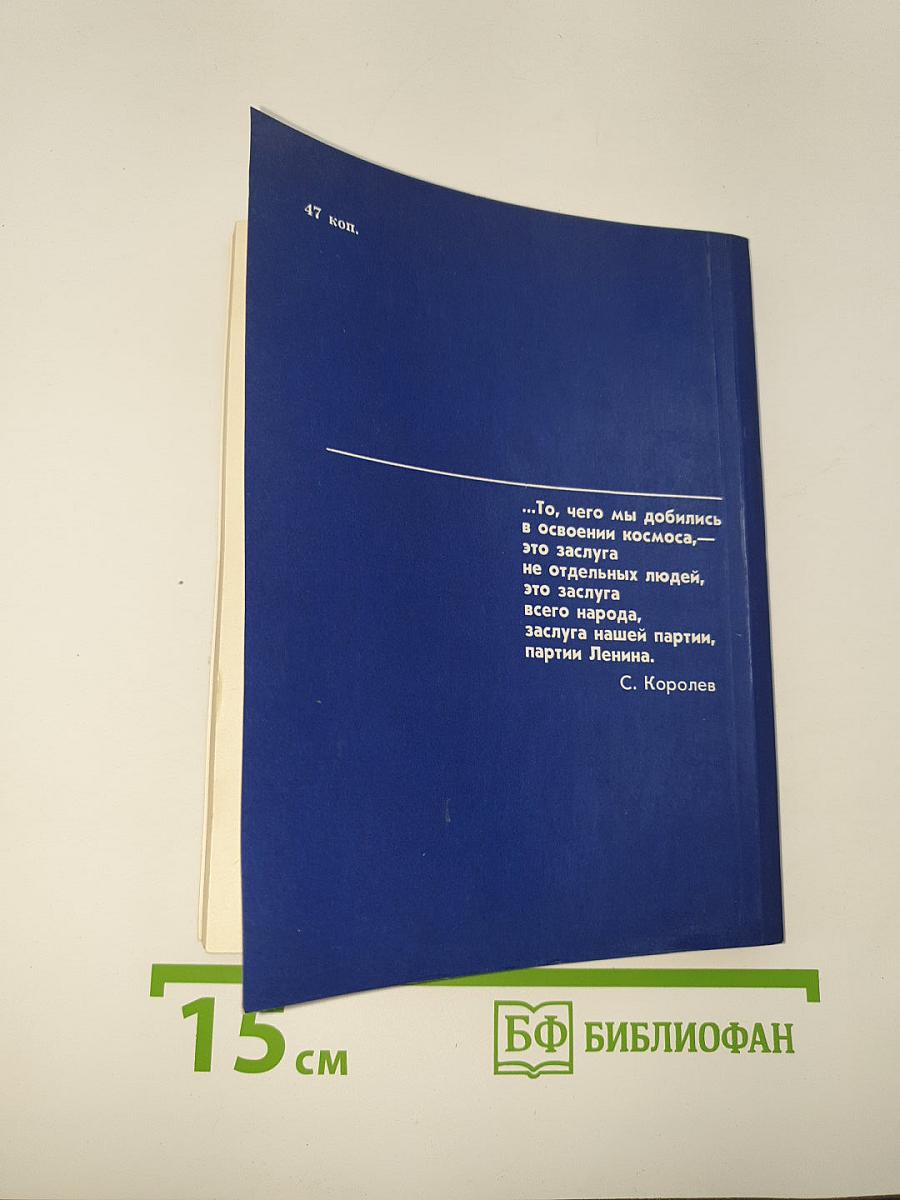 47 коп.
...То, чего мы добились
в освоении космоса,—
это заслуга
не отдельных людей,
это заслуга
всего народа,
заслуга нашей партии,
партии Ленина.
С. Королев
15 см
БФ БИБЛИОФАН